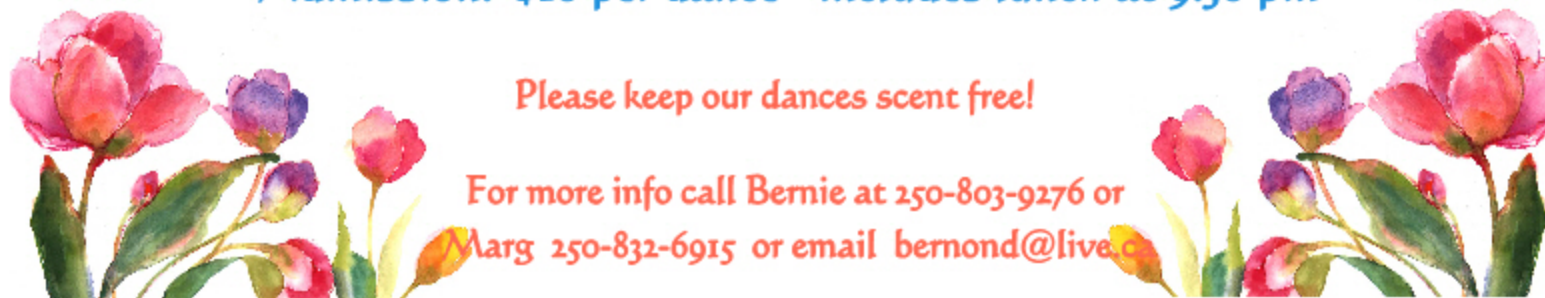 Please keep our dances scent free!
For more info call Bernie at 250-803-9276 or
Marg 250-832-6915 or email bernond@live.ca